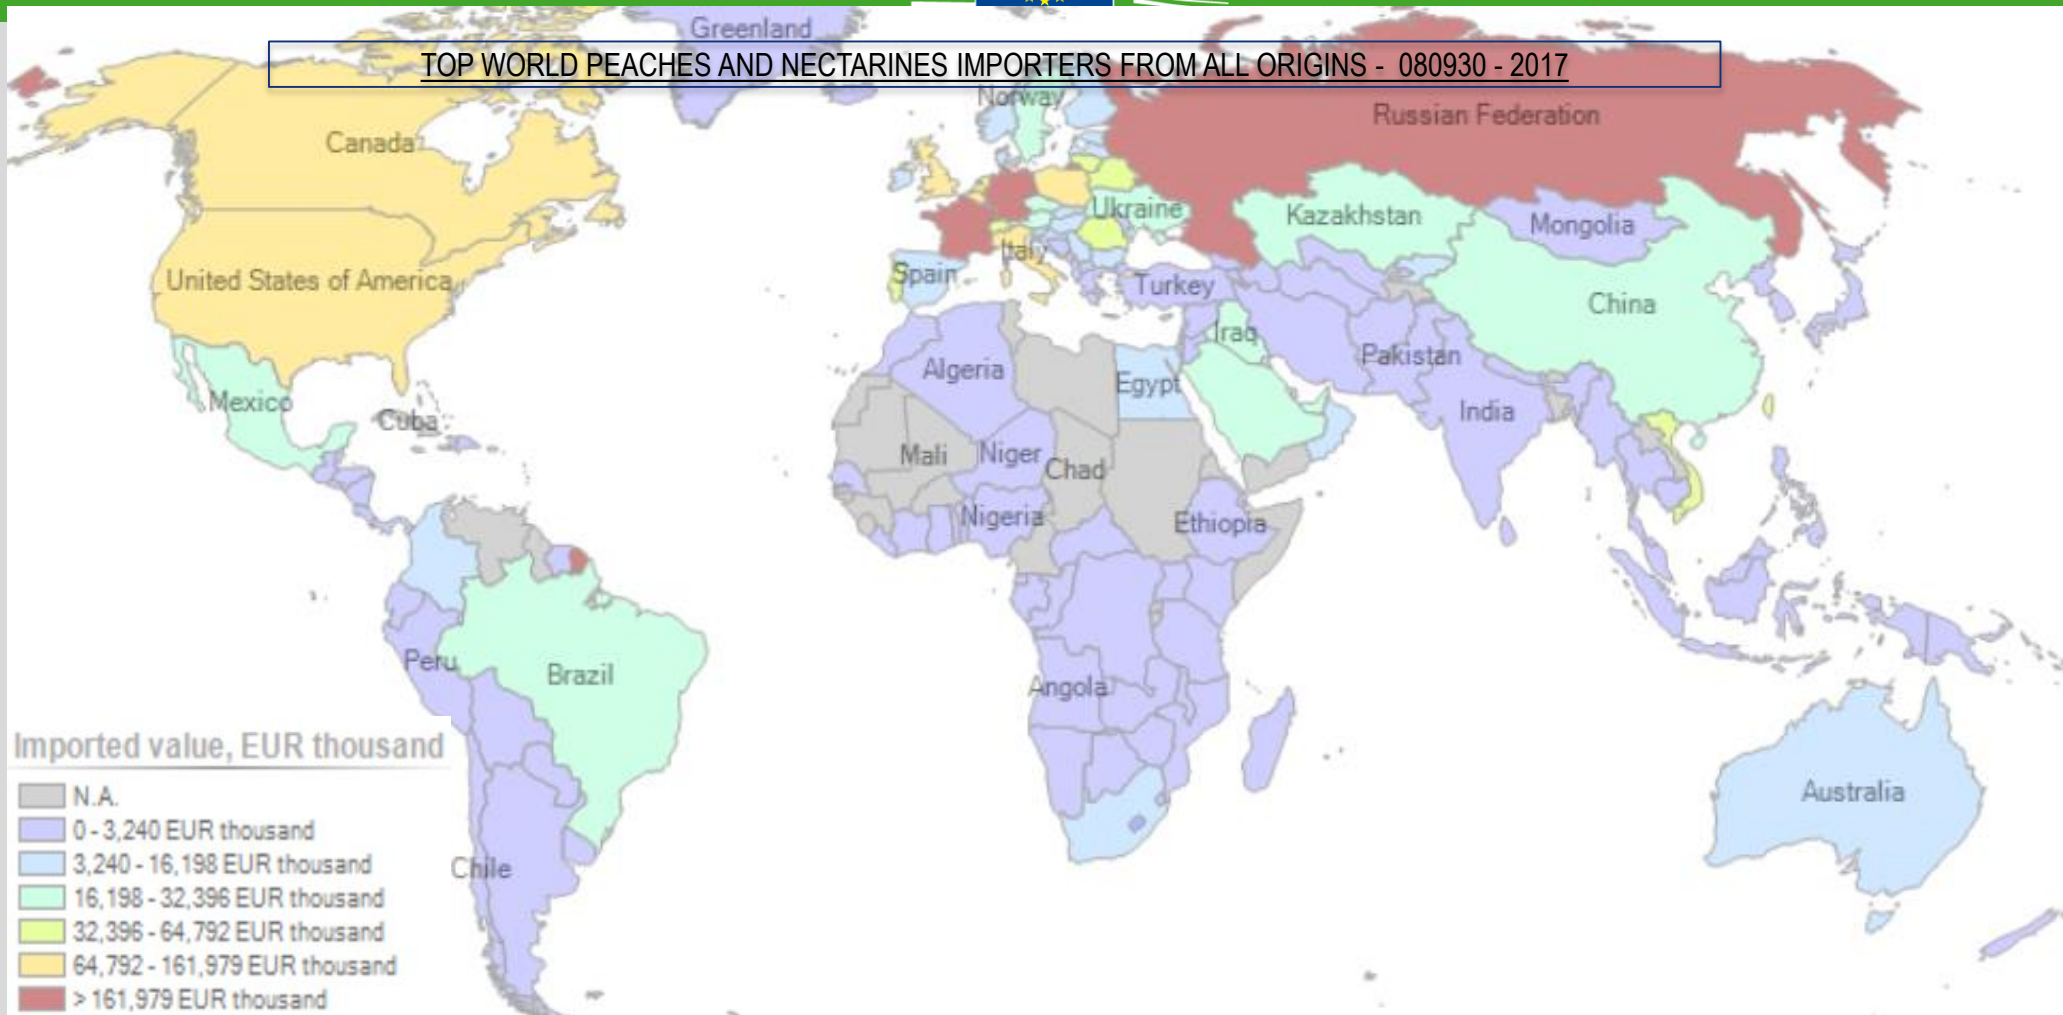 Greenland
TOP WORLD PEACHES AND NECTARINES IMPORTERS FROM ALL ORIGINS - 080930 - 2017
Norway
Russian Federation
Canada
Ukraine
Kazakhstan
Mongolia
Italy
Spain
United States of America
Turkey
China
Iraq
Pakistan
Algeria
Egypt
Mexico
Cuba
India
Mali
Niger
Chad
Nigeria
Ethiopia
Peru
Brazil
Angola
Imported value, EUR thousand
N.A.
0 - 3,240 EUR thousand
3,240 - 16,198 EUR thousand
16,198 - 32,396 EUR thousand
32,396 - 64,792 EUR thousand
64,792 - 161,979 EUR thousand
> 161,979 EUR thousand
Chile
Australia